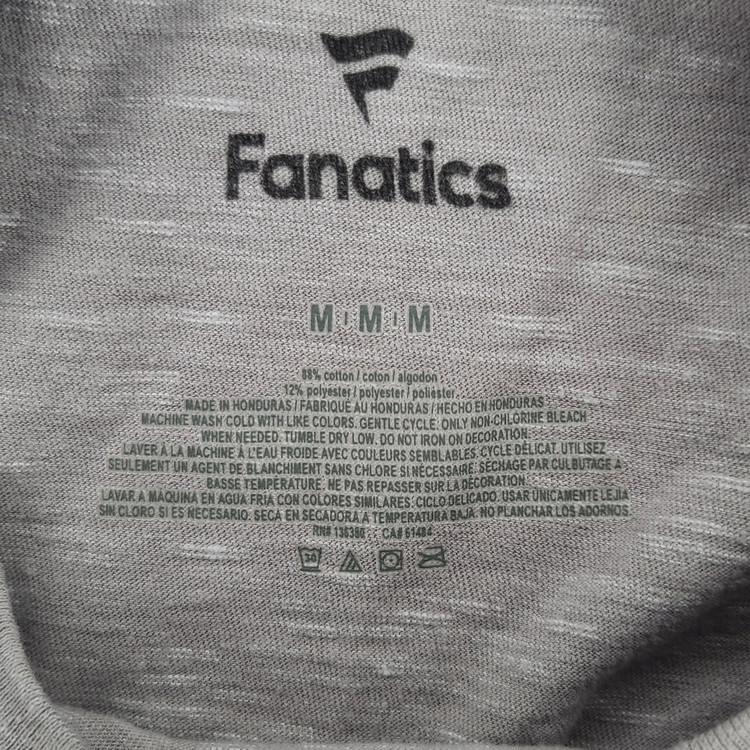 Fanatics
M | M | M
88% cotton / coton / algodon
12% polyester / polyester / poliéster
MADE IN HONDURAS / FABRIQUÉ AU HONDURAS / HECHO EN HONDURAS
MACHINE WASH COLD WITH LIKE COLORS. GENTLE CYCLE. ONLY NON-CHLORINE BLEACH
WHEN NEEDED. TUMBLE DRY LOW. DO NOT IRON ON DECORATION.
LAVER À LA MACHINE À L'EAU FROIDE AVEC COULEURS SEMBLABLES. CYCLE DÉLICAT. UTILISEZ
SEULEMENT UN AGENT DE BLANCHIMENT SANS CHLORE SI NÉCESSAIRE. SÉCHAGE PAR CULBUTAGE À
BASSE TEMPÉRATURE. NE PAS REPASSER SUR LA DÉCORATION.
LAVAR A MÁQUINA EN AGUA FRIA CON COLORES SIMILARES. CICLO DELICADO. USAR ÚNICAMENTE LEJIA
SIN CLORO SI ES NECESARIO. SECA EN SECADORA A TEMPERATURA BAJA. NO PLANCHAR LOS ADORNOS.
RN# 136380 CA# 61484
30